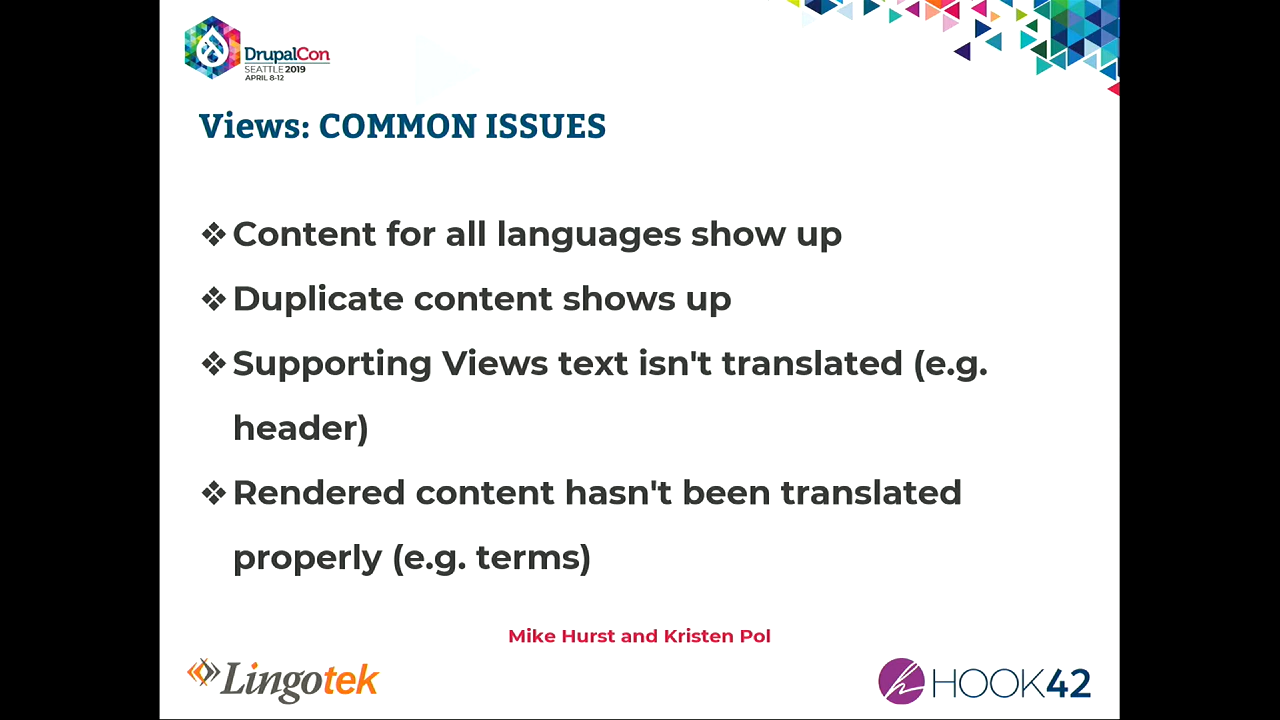 DrupalCon
SEATTLE 2019
APRIL 8-12
Views: COMMON ISSUES
❖ Content for all languages show up
❖ Duplicate content shows up
❖ Supporting Views text isn't translated (e.g.
header)
❖ Rendered content hasn't been translated
properly (e.g. terms)
Mike Hurst and Kristen Pol
Lingotek
HOOK42